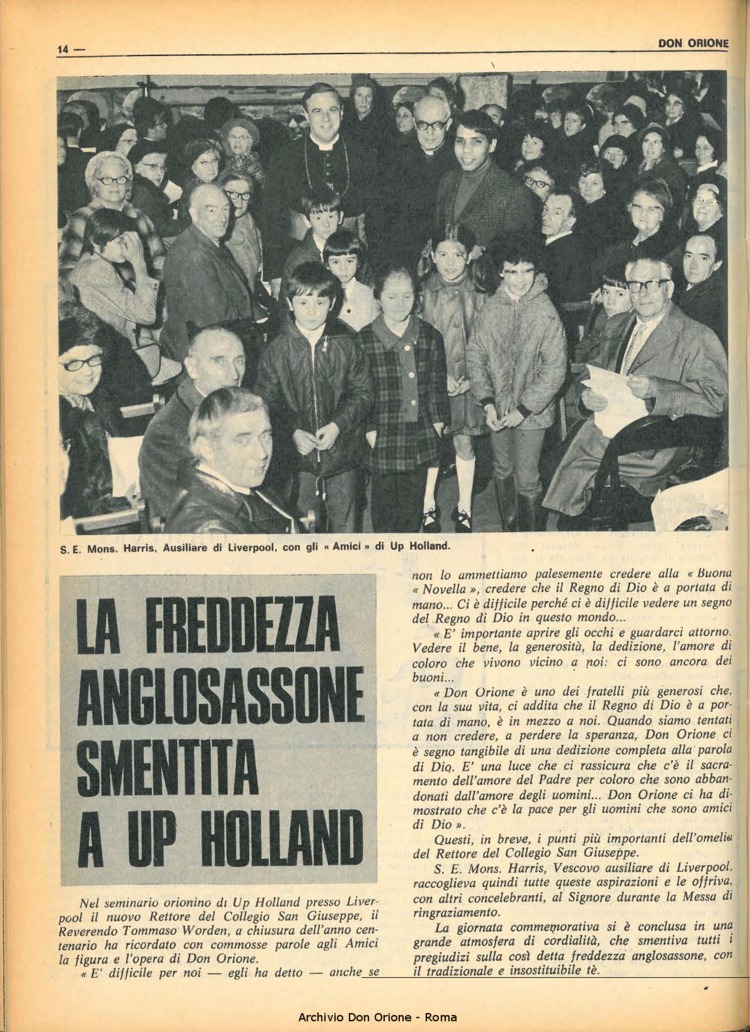 14 —
DON ORIONE
S. E. Mons. Harris, Ausiliare di Liverpool, con gli « Amici » di Up Holland.
LA FREDDEZZA
ANGLOSASSONE
SMENTITA
A UP HOLLAND
Nel seminario orionino di Up Holland presso Liver-
pool il nuovo Rettore del Collegio San Giuseppe, il
Reverendo Tommaso Worden, a chiusura dell'anno cen-
tenario ha ricordato con commosse parole agli Amici
la figura e l'opera di Don Orione.
« E' difficile per noi — egli ha detto — anche se
non lo ammettiamo palesemente credere alla « Buona
« Novella », credere che il Regno di Dio è a portata di
mano... Ci è difficile perché ci è difficile vedere un segno
del Regno di Dio in questo mondo...
« E' importante aprire gli occhi e guardarci attorno.
Vedere il bene, la generosità, la dedizione, l'amore di
coloro che vivono vicino a noi: ci sono ancora dei
buoni...
« Don Orione è uno dei fratelli più generosi che,
con la sua vita, ci addita che il Regno di Dio è a por-
tata di mano, è in mezzo a noi. Quando siamo tentati
a non credere, a perdere la speranza, Don Orione ci
è segno tangibile di una dedizione completa alla parola
di Dio. E' una luce che ci rassicura che c'è il sacra-
mento dell'amore del Padre per coloro che sono abban-
donati dall'amore degli uomini... Don Orione ci ha di-
mostrato che c'è la pace per gli uomini che sono amici
di Dio ».
Questi, in breve, i punti più importanti dell'omelia
del Rettore del Collegio San Giuseppe.
S. E. Mons. Harris, Vescovo ausiliare di Liverpool,
raccoglieva quindi tutte queste aspirazioni e le offriva,
con altri concelebranti, al Signore durante la Messa di
ringraziamento.
La giornata commemorativa si è conclusa in una
grande atmosfera di cordialità, che smentiva tutti i
pregiudizi sulla così detta freddezza anglosassone, con
il tradizionale e insostituibile tè.
Archivio Don Orione - Roma